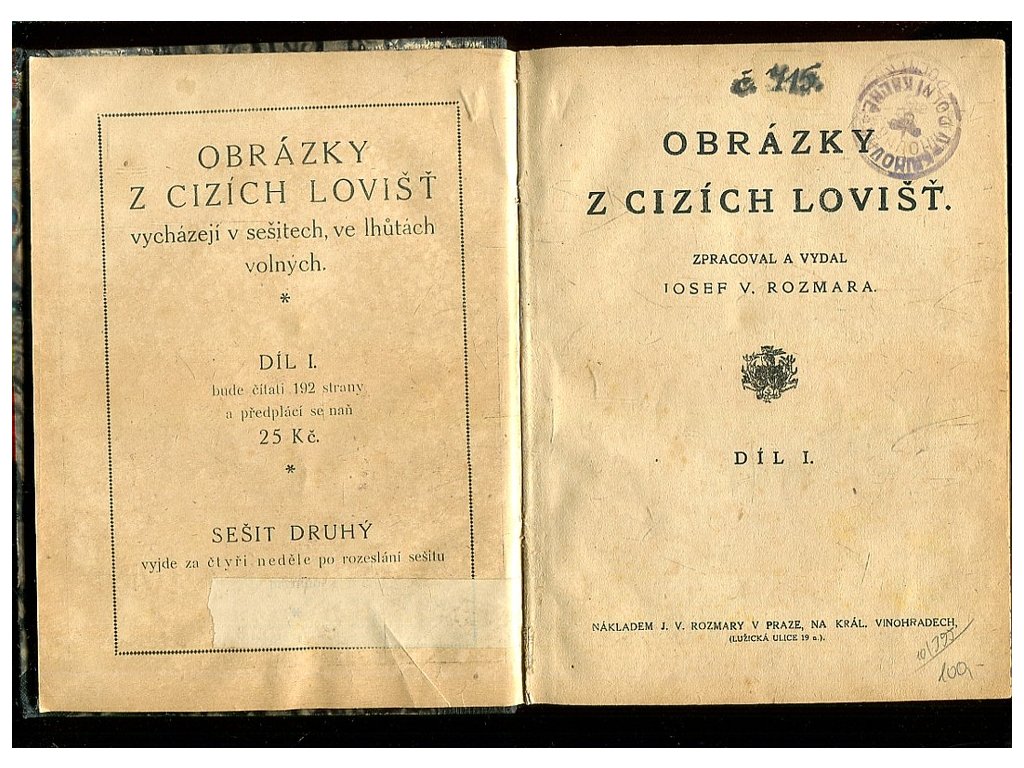 OBRÁZKY
Z CIZÍCH LOVIŠŤ
vycházejí v sešitech, ve lhůtách
volných.
*
DÍL I.
bude čítati 192 strany
a předplácí se naň
25 Kč.
*
SEŠIT DRUHÝ
vyjde za čtyři neděle po rozeslání sešitu
č. 715.
OBRÁZKY
Z CIZÍCH LOVIŠŤ.
ZPRACOVAL A VYDAL
JOSEF V. ROZMARA.
DÍL I.
NÁKLADEM J. V. ROZMARY V PRAZE, NA KRÁL. VINOHRADECH,
(LUŽICKÁ ULICE 19 a.).
100,-